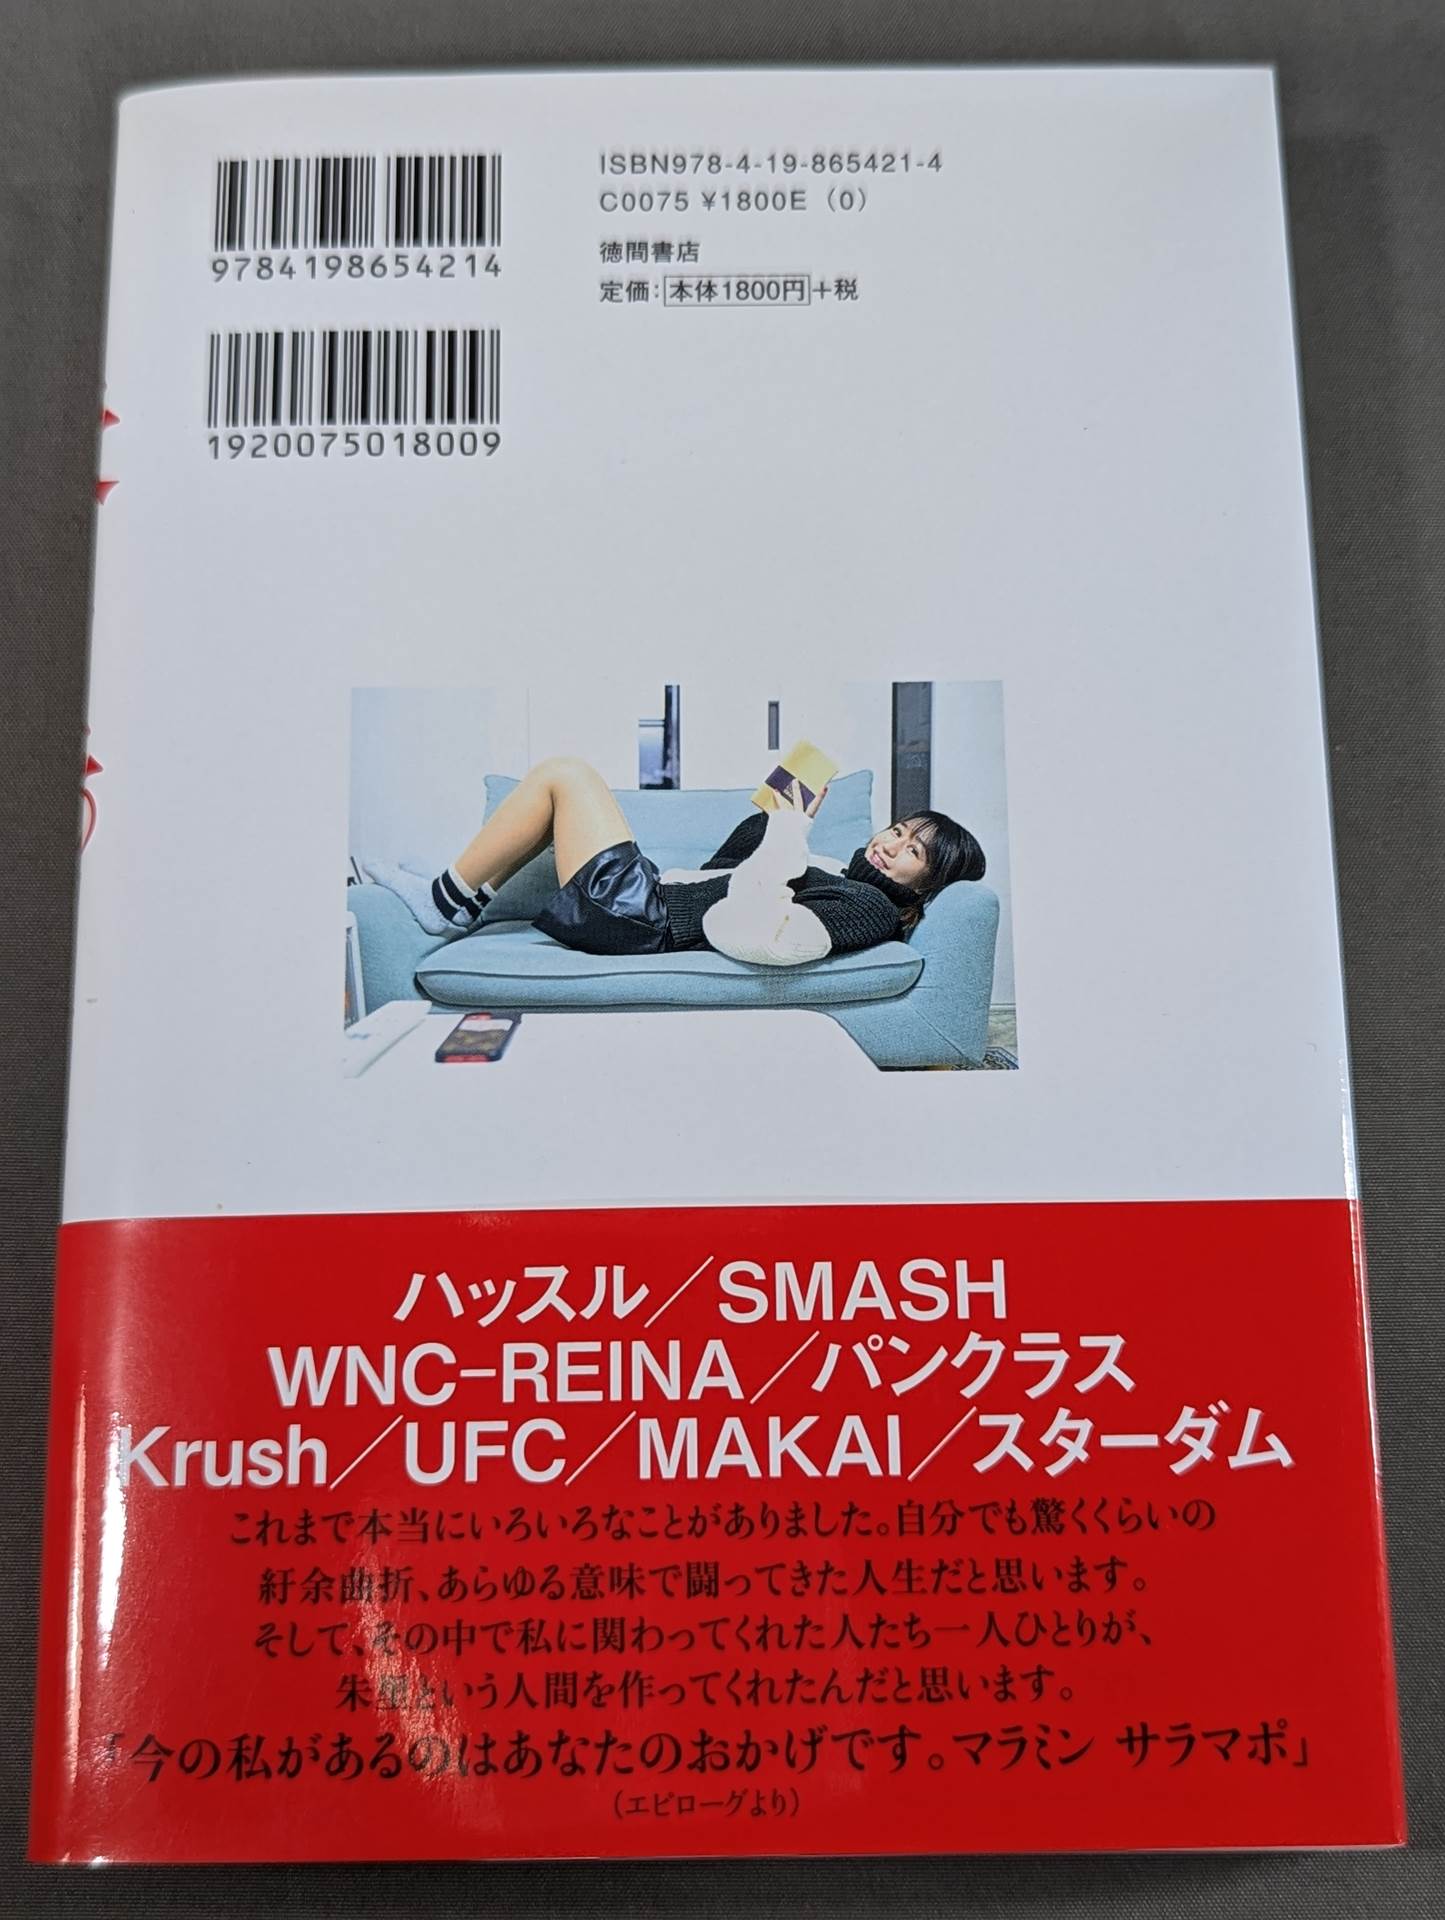 ISBN978-4-19-865421-4
C0075 ¥1800E (0)
徳間書店
定価：本体1800円+税
9784198654214
1920075018009
ハッスル／SMASH
WNC-REINA／パンクラス
Krush／UFC／MAKAI／スターダム
これまで本当にいろいろなことがありました。自分でも驚くくらいの
紆余曲折、あらゆる意味で闘ってきた人生だと思います。
そして、その中で私に関わってくれた人たち一人ひとりが、
朱里という人間を作ってくれたんだと思います。
「今の私があるのはあなたのおかげです。マラミン サラマポ」
（エピローグより）